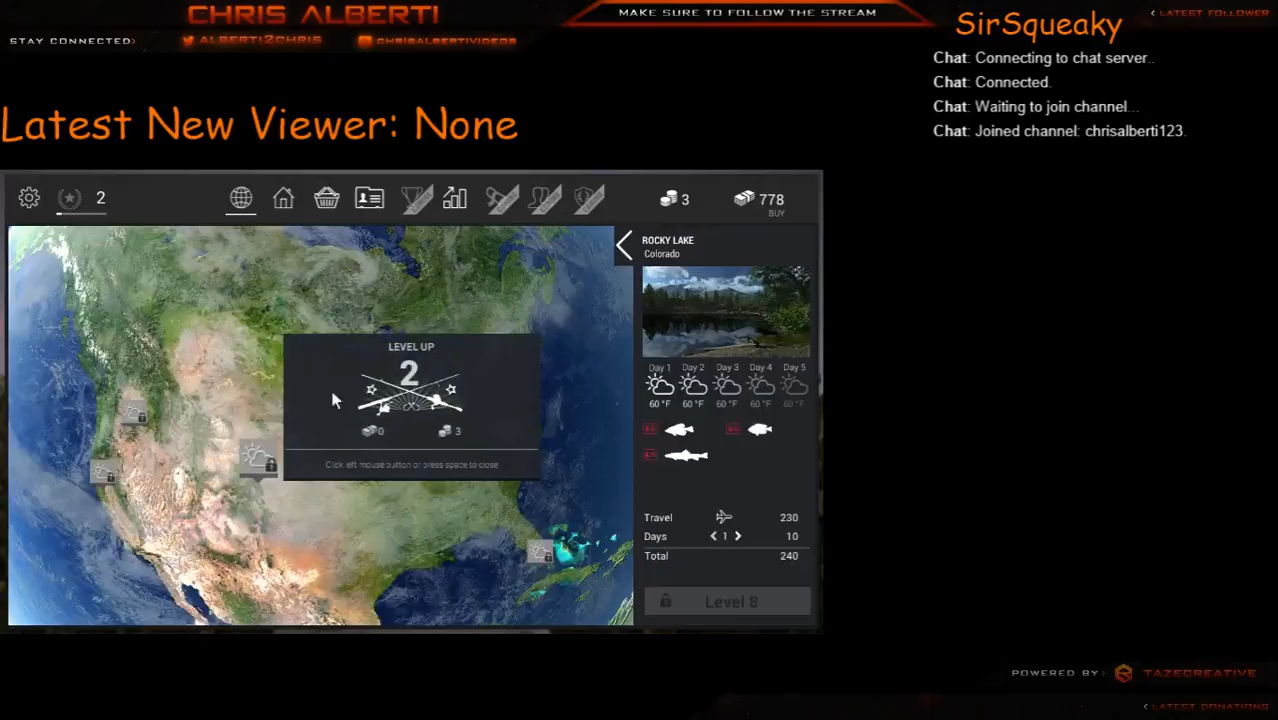 CHRIS ALBERTI
MAKE SURE TO FOLLOW THE STREAM
SirSqueaky
LATEST FOLLOWER
STAY CONNECTED
ALBERTI2CHRIS
CHRISALBERTIVIDEOS
Chat: Connecting to chat server..
Chat: Connected.
Chat: Waiting to join channel...
Chat: Joined channel: chrisalberti123.
Latest New Viewer: None
2
3
778
BUY
ROCKY LAKE
Colorado
LEVEL UP
2
0
3
Click left mouse button or press space to close
Day 1 Day 2 Day 3 Day 4 Day 5
60 °F 60 °F 60 °F 60 °F 60 °F
Travel 230
Days < 1 > 10
Total 240
Level 8
POWERED BY
TAZECREATIVE
LATEST DONATIONS